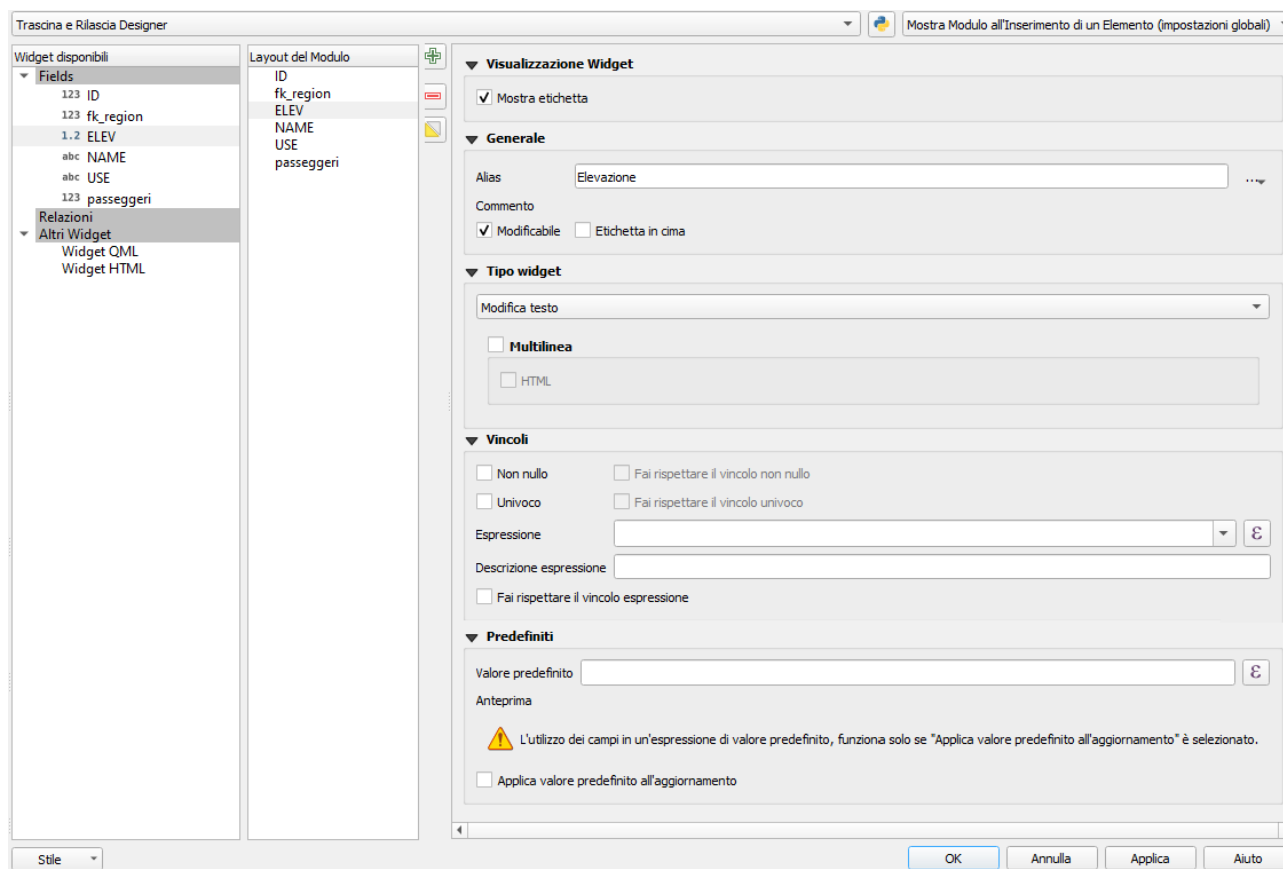 Trascina e Rilascia Designer
Mostra Modulo all'Inserimento di un Elemento (impostazioni globali)
Widget disponibili
Fields
123 ID
123 fk_region
1.2 ELEV
abc NAME
abc USE
123 passeggeri
Relazioni
Altri Widget
Widget QML
Widget HTML
Layout del Modulo
ID
fk_region
ELEV
NAME
USE
passeggeri
Visualizzazione Widget
Mostra etichetta
Generale
Alias Elevazione ...
Commento
Modificabile Etichetta in cima
Tipo widget
Modifica testo
Multilinea
HTML
Vincoli
Non nullo Fai rispettare il vincolo non nullo
Univoco Fai rispettare il vincolo univoco
Espressione ε
Descrizione espressione
Fai rispettare il vincolo espressione
Predefiniti
Valore predefinito ε
Anteprima
L'utilizzo dei campi in un'espressione di valore predefinito, funziona solo se "Applica valore predefinito all'aggiornamento" è selezionato.
Applica valore predefinito all'aggiornamento
Stile OK Annulla Applica Aiuto